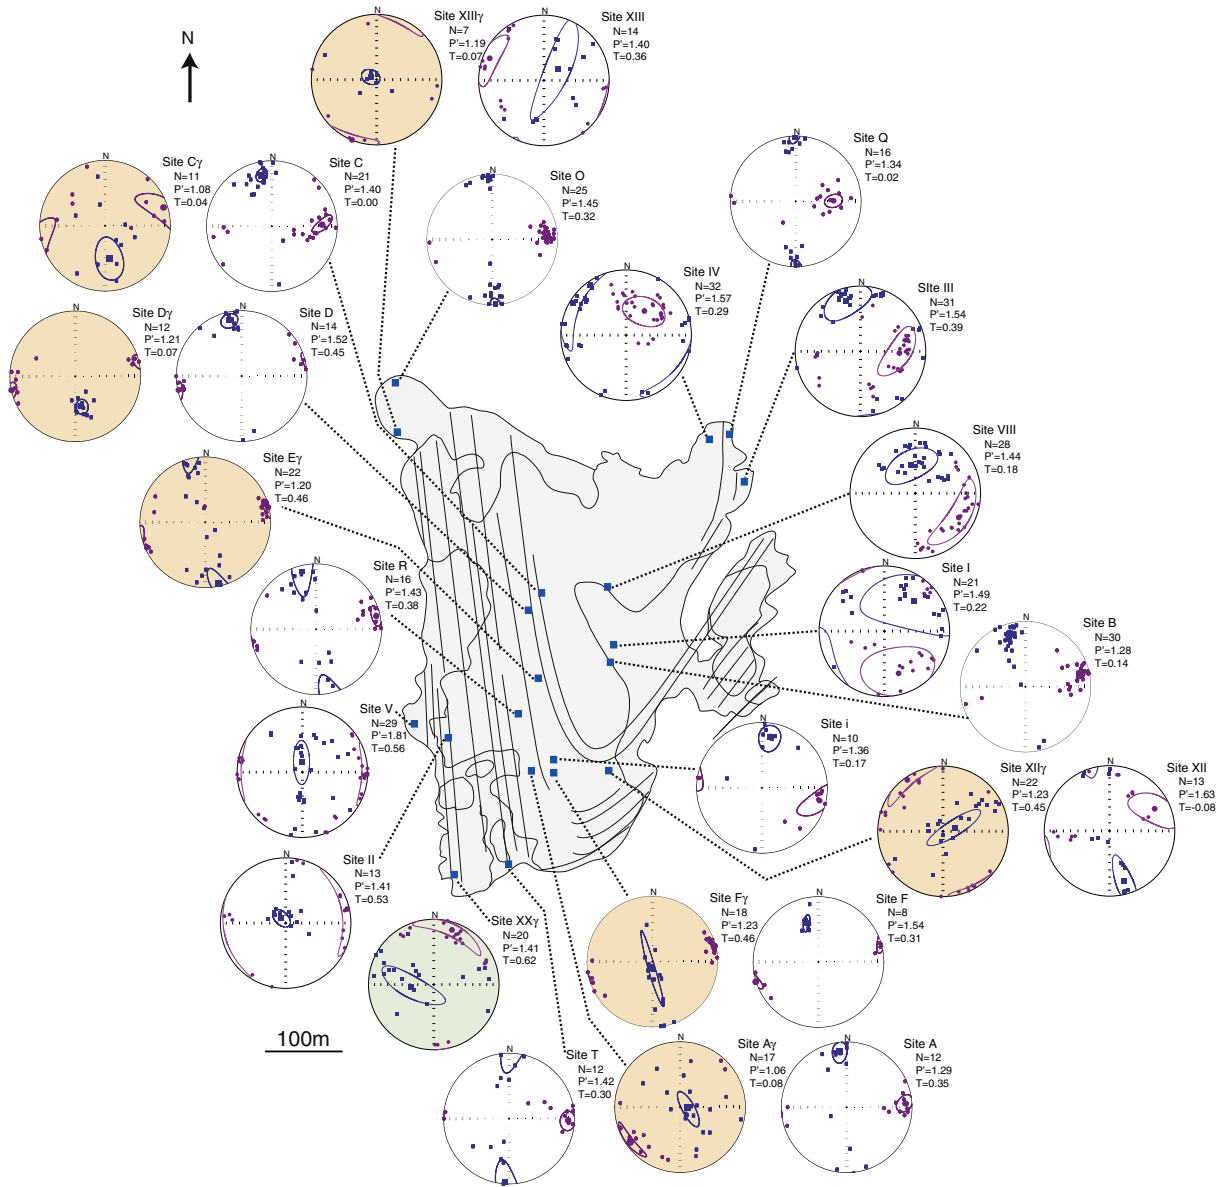 N
N
Site XIIIγ
N=7
P'=1.19
T=0.07
Site XIII
N=14
P'=1.40
T=0.36
N
N
Site Cγ
N=11
P'=1.08
T=0.04
N
Site C
N=21
P'=1.40
T=0.00
N
Site O
N=25
P'=1.45
T=0.32
N
Site Q
N=16
P'=1.34
T=0.02
N
Site IV
N=32
P'=1.57
T=0.29
N
SIte III
N=31
P'=1.54
T=0.39
N
Site Dγ
N=12
P'=1.21
T=0.07
N
Site D
N=14
P'=1.52
T=0.45
N
Site VIII
N=28
P'=1.44
T=0.18
N
Site Eγ
N=22
P'=1.20
T=0.46
N
Site R
N=16
P'=1.43
T=0.38
N
Site I
N=21
P'=1.49
T=0.22
N
Site B
N=30
P'=1.28
T=0.14
N
Site V
N=29
P'=1.81
T=0.56
N
Site i
N=10
P'=1.36
T=0.17
N
Site XIIγ
N=22
P'=1.23
T=0.45
N
Site XII
N=13
P'=1.63
T=-0.08
N
Site II
N=13
P'=1.41
T=0.53
N
Site XXγ
N=20
P'=1.41
T=0.62
N
Site Fγ
N=18
P'=1.23
T=0.46
N
Site F
N=8
P'=1.54
T=0.31
100m
N
Site T
N=12
P'=1.42
T=0.30
N
Site Aγ
N=17
P'=1.06
T=0.08
N
Site A
N=12
P'=1.29
T=0.35